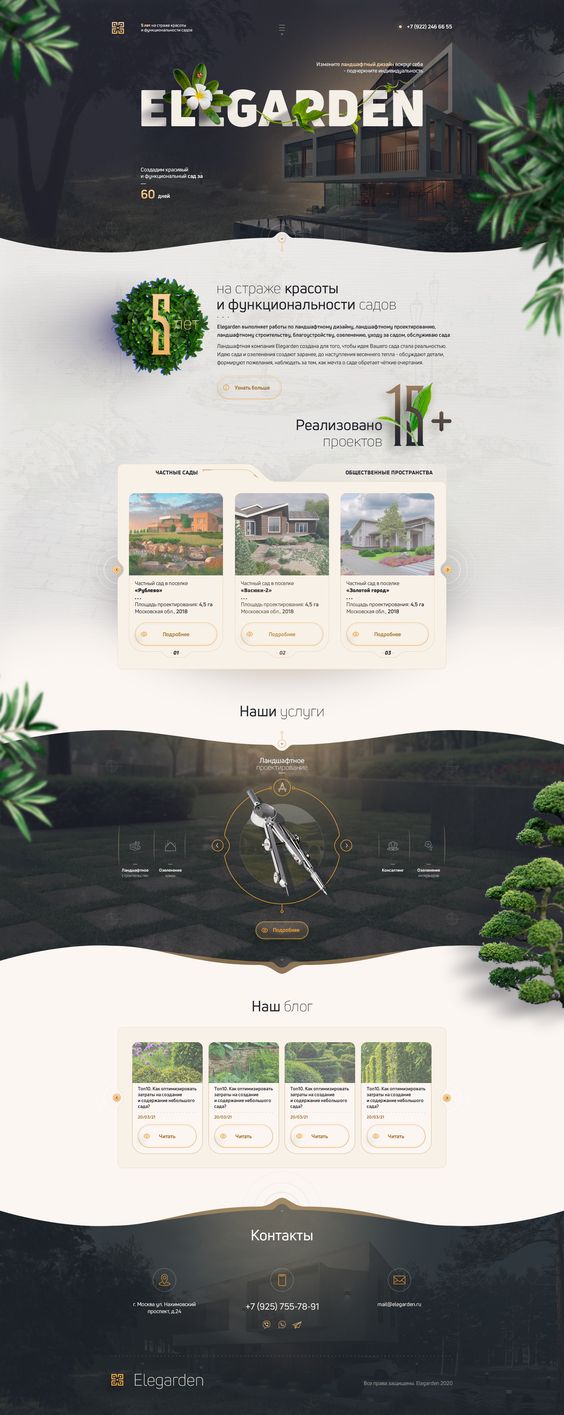 5 лет на страже красоты
и функциональности садов
+7 (922) 246 66 55
Измените ландшафтный дизайн вокруг себя
- подчеркните индивидуальность
ELEGARDEN
Создадим красивый
и функциональный сад за
60 дней
5 лет
на страже красоты
и функциональности садов
Elegarden выполняет работы по ландшафтному дизайну, ландшафтному проектированию,
ландшафтному строительству, благоустройству, озеленению, уходу за садом, обслуживаю сада
Ландшафтная компания Elegarden создана для того, чтобы идея Вашего сада стала реальностью.
Идею сада и озеленения создают заранее, до наступления весеннего тепла - обсуждают детали,
формируют пожелания, наблюдать за тем, как мечта о саде обретает чёткие очертания.
Узнать больше
15+
Реализовано
проектов
ЧАСТНЫЕ САДЫ
ОБЩЕСТВЕННЫЕ ПРОСТРАНСТВА
Частный сад в поселке
«Рублево»
Площадь проектирования: 4,5 га
Московская обл., 2018
Подробнее
01
Частный сад в поселке
«Васюки-2»
Площадь проектирования: 4,5 га
Московская обл., 2018
Подробнее
02
Частный сад в поселке
«Золотой город»
Площадь проектирования: 4,5 га
Московская обл., 2018
Подробнее
03
Наши услуги
Ландшафтное
проектирование
Ландшафтное
строительство
Озеленение
зимы
Консалтинг
Озеленение
интерьеров
Подробнее
Наш блог
Топ10. Как оптимизировать
затраты на создание
и содержание небольшого
сада?
20/03/21
Читать
Топ10. Как оптимизировать
затраты на создание
и содержание небольшого
сада?
20/03/21
Читать
Топ10. Как оптимизировать
затраты на создание
и содержание небольшого
сада?
20/03/21
Читать
Топ10. Как оптимизировать
затраты на создание
и содержание небольшого
сада?
20/03/21
Читать
Контакты
г. Москва ул. Нахимовский
проспект, д.24
+7 (925) 755-78-91
mail@elegarden.ru
Elegarden
Все права защищены. Elegarden 2020